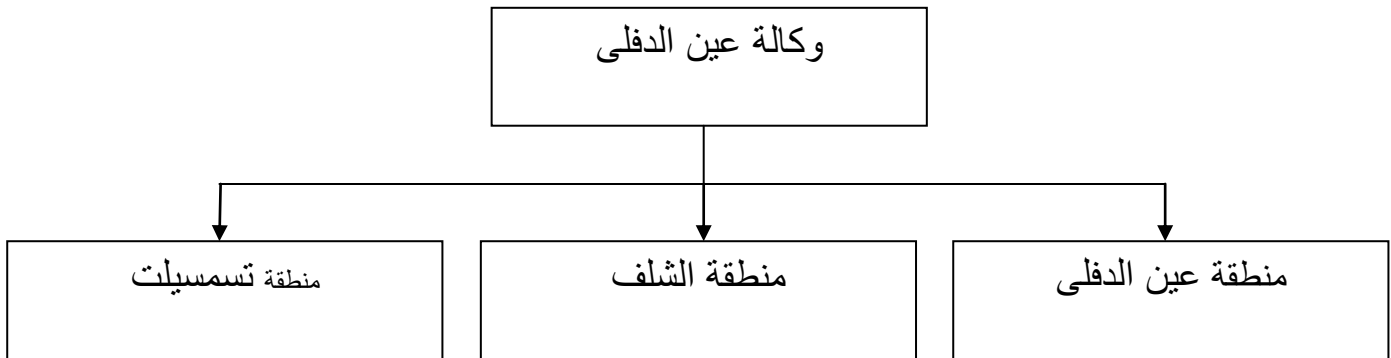 وكالة عين الدفلى
منطقة عين الدفلى
منطقة الشلف
منطقة تسمسيلت